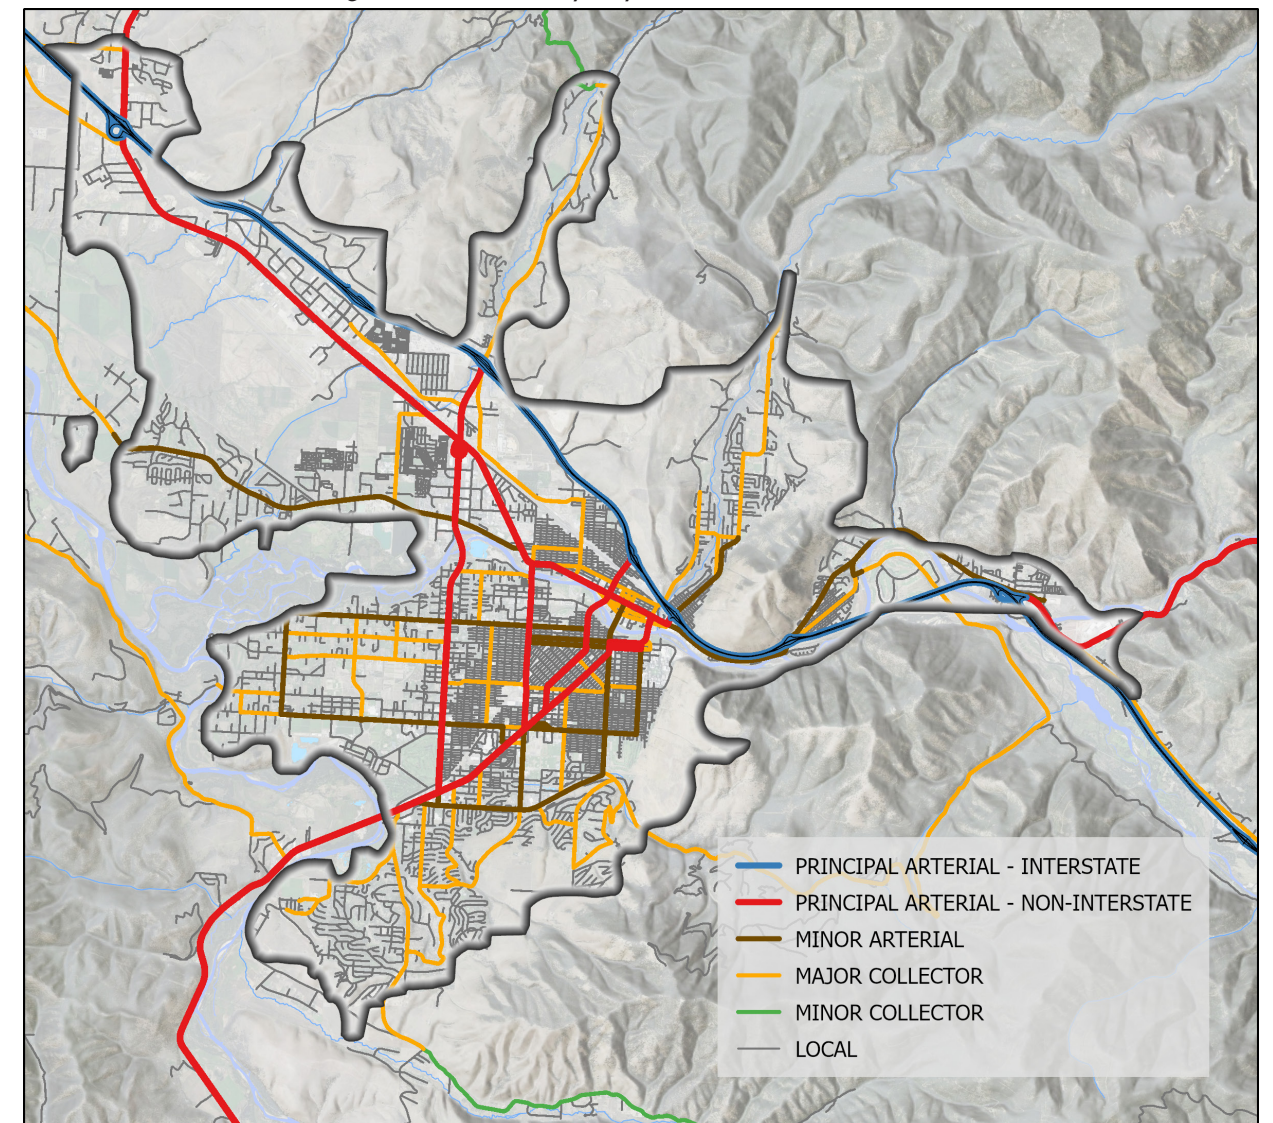 PRINCIPAL ARTERIAL - INTERSTATE
PRINCIPAL ARTERIAL - NON-INTERSTATE
MINOR ARTERIAL
MAJOR COLLECTOR
MINOR COLLECTOR
LOCAL